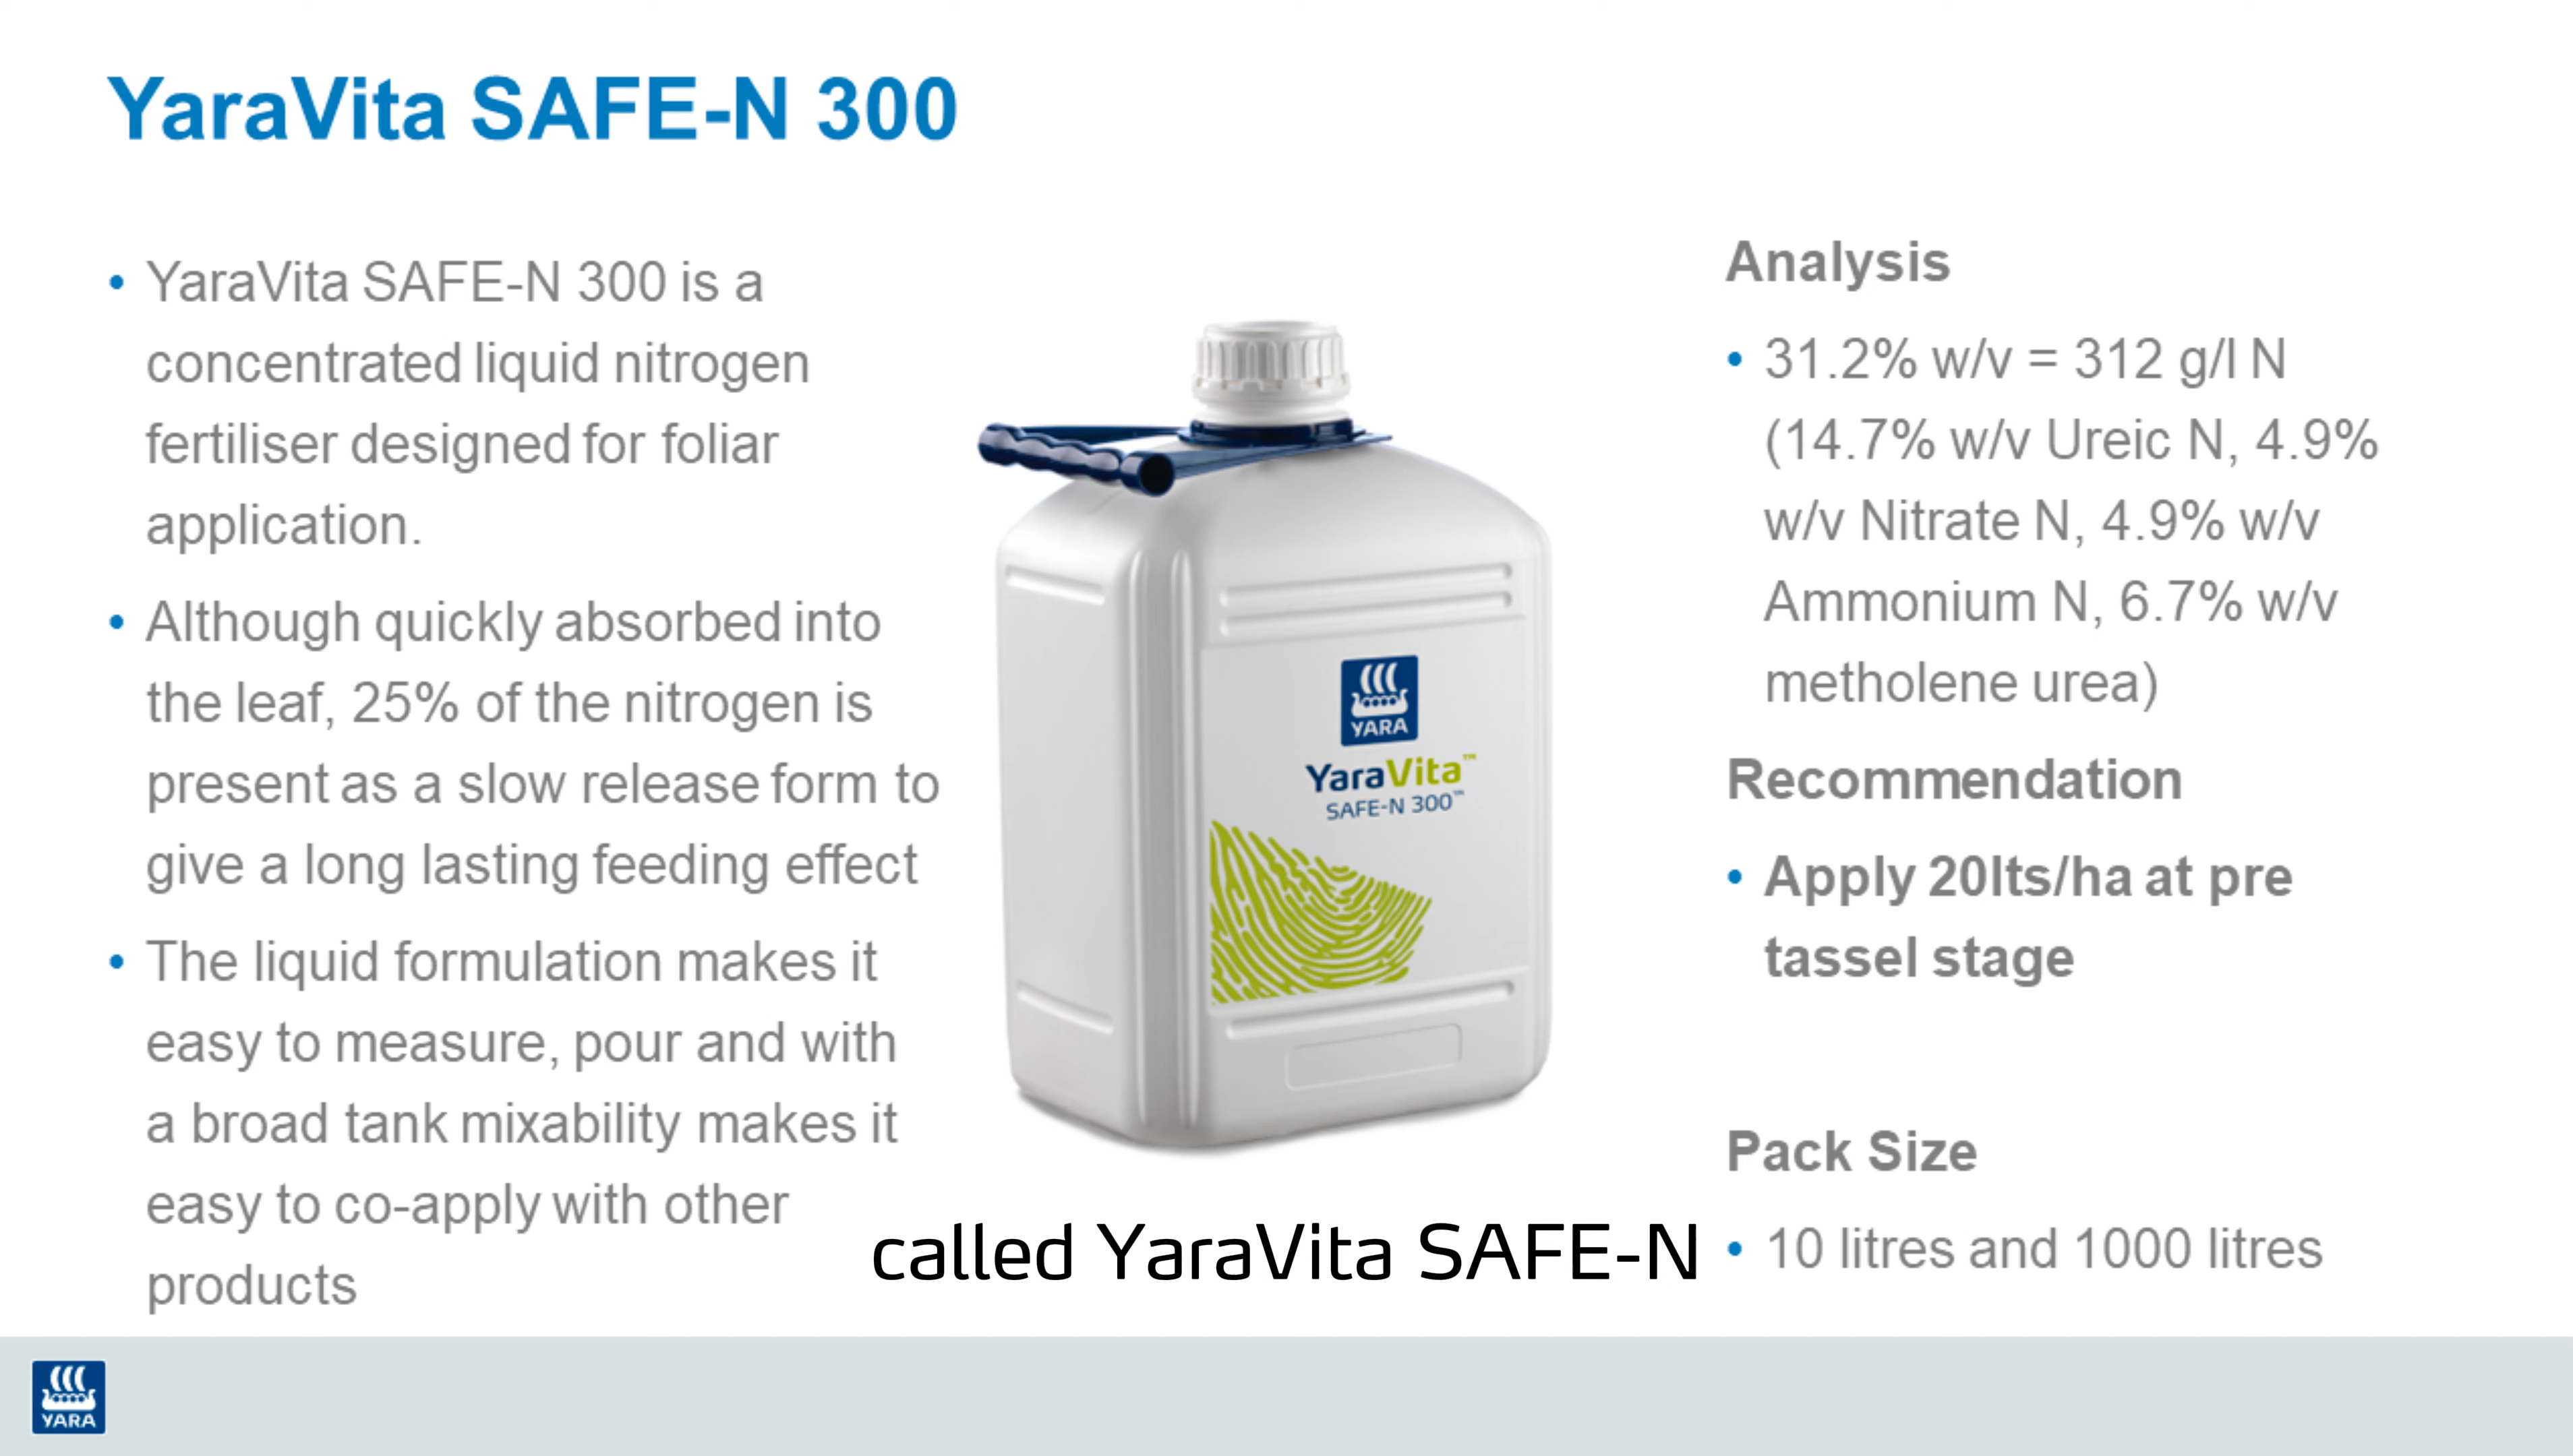 YaraVita SAFE-N 300
• YaraVita SAFE-N 300 is a
concentrated liquid nitrogen
fertiliser designed for foliar
application.
• Although quickly absorbed into
the leaf, 25% of the nitrogen is
present as a slow release form to
give a long lasting feeding effect
• The liquid formulation makes it
easy to measure, pour and with
a broad tank mixability makes it
easy to co-apply with other
products
YARA
YaraVita™
SAFE-N 300™
called YaraVita SAFE-N
Analysis
• 31.2% w/v = 312 g/l N
(14.7% w/v Ureic N, 4.9%
w/v Nitrate N, 4.9% w/v
Ammonium N, 6.7% w/v
metholene urea)
Recommendation
• Apply 20lts/ha at pre
tassel stage
Pack Size
• 10 litres and 1000 litres
YARA